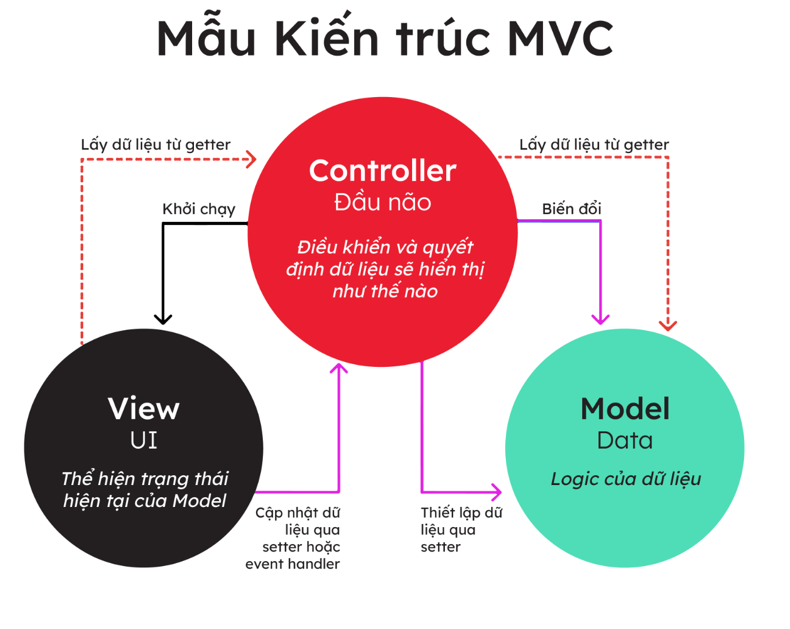 Mẫu Kiến trúc MVC
Lấy dữ liệu từ getter
Lấy dữ liệu từ getter
Controller
Đầu não
Điều khiển và quyết
định dữ liệu sẽ hiển thị
như thế nào
Khởi chạy
Biến đổi
View
UI
Thể hiện trạng thái
hiện tại của Model
Model
Data
Logic của dữ liệu
Cập nhật dữ
liệu qua
setter hoặc
event handler
Thiết lập dữ
liệu qua
setter